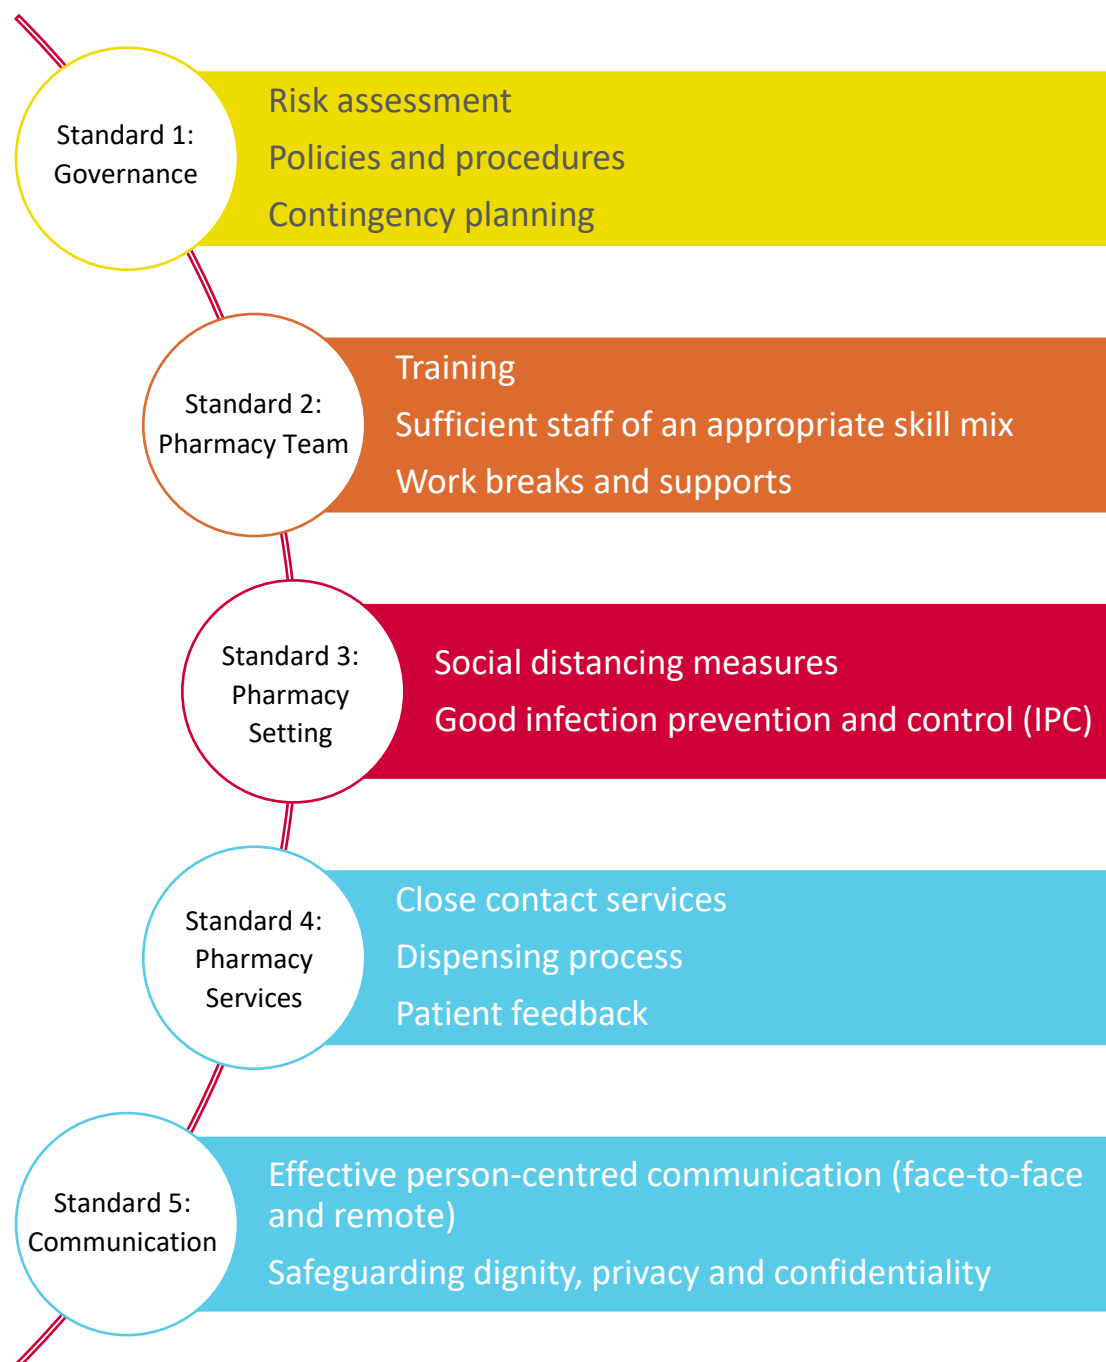 Standard 1:
Governance
Risk assessment
Policies and procedures
Contingency planning
Standard 2:
Pharmacy Team
Training
Sufficient staff of an appropriate skill mix
Work breaks and supports
Standard 3:
Pharmacy
Setting
Social distancing measures
Good infection prevention and control (IPC)
Standard 4:
Pharmacy
Services
Close contact services
Dispensing process
Patient feedback
Standard 5:
Communication
Effective person-centred communication (face-to-face
and remote)
Safeguarding dignity, privacy and confidentiality